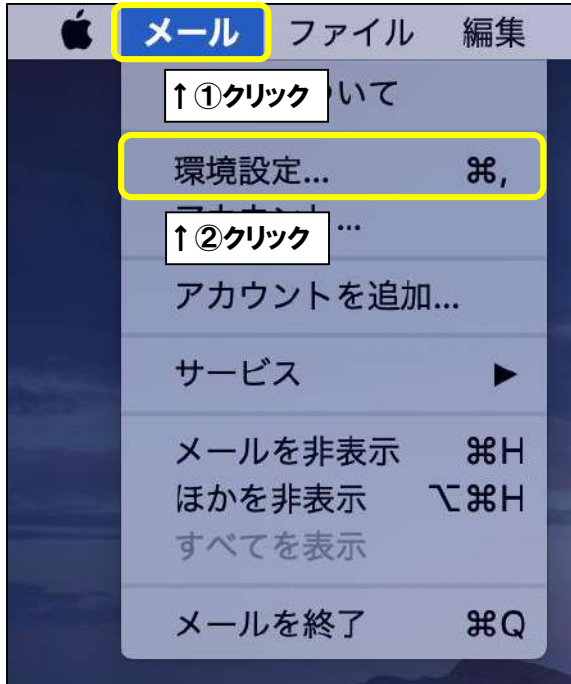 メール ファイル 編集
↑①クリック いて
環境設定... ⌘,
↑②クリック ...
アカウントを追加...
サービス ▶
メールを非表示 ⌘H
ほかを非表示 ⌥⌘H
すべてを表示
メールを終了 ⌘Q